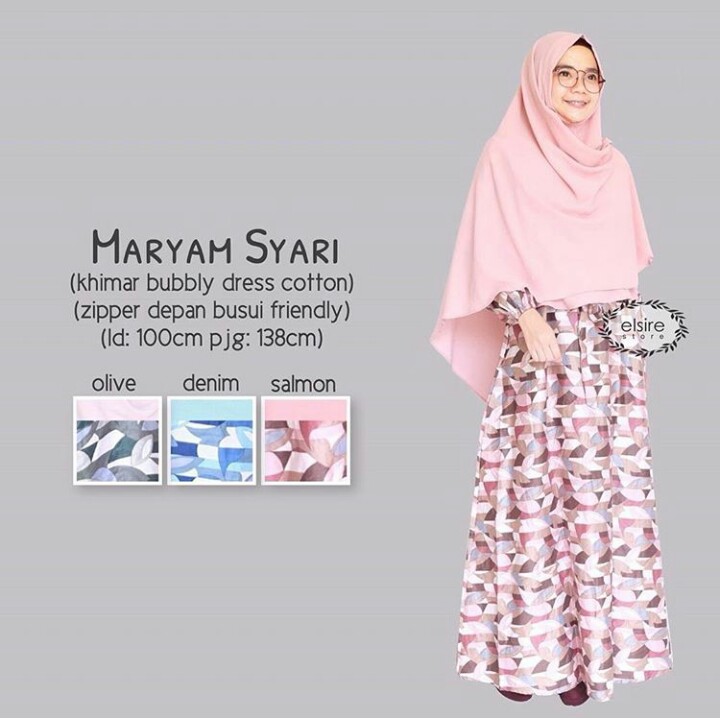 MARYAM SYARI
(khimar bubbly dress cotton)
(zipper depan busui friendly)
(ld: 100cm pjg: 138cm)
olive denim salmon
elsire
store